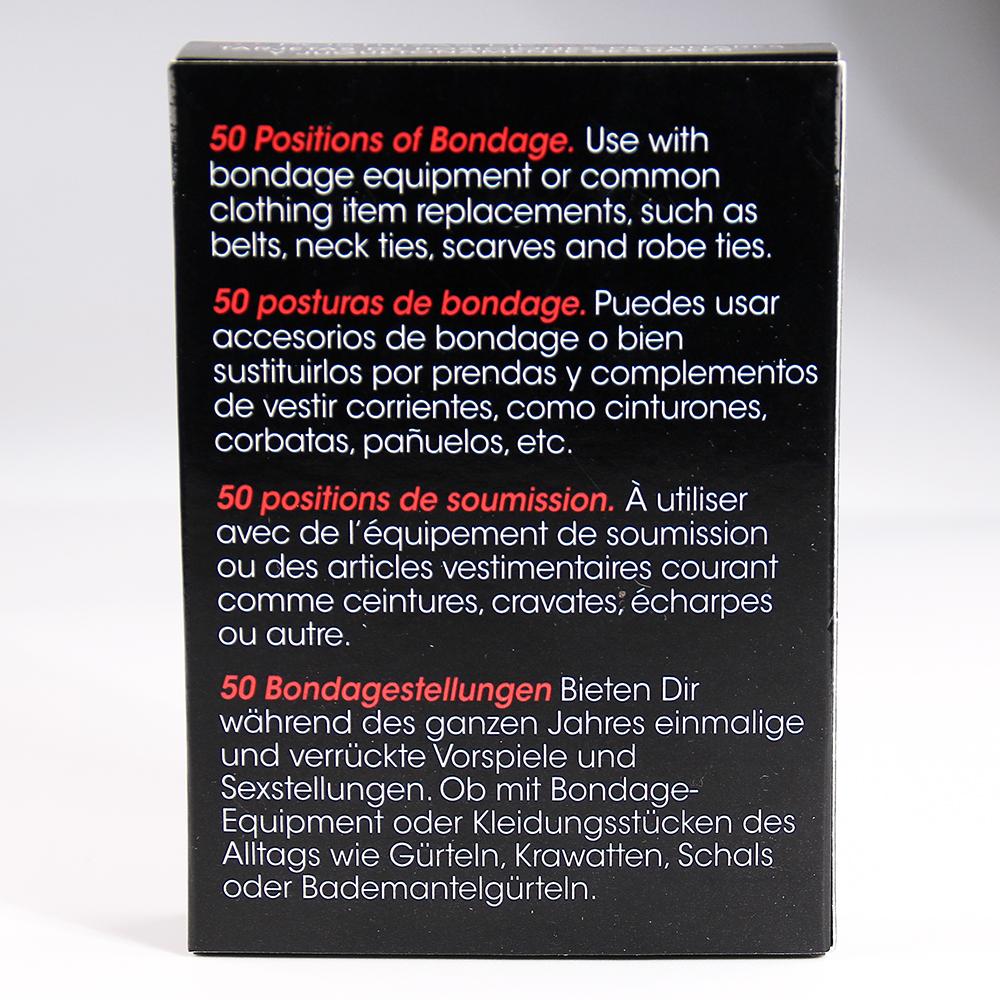 50 Positions of Bondage. Use with
bondage equipment or common
clothing item replacements, such as
belts, neck ties, scarves and robe ties.
50 posturas de bondage. Puedes usar
accesorios de bondage o bien
sustituirlos por prendas y complementos
de vestir corrientes, como cinturones,
corbatas, pañuelos, etc.
50 positions de soumission. À utiliser
avec de l'équipement de soumission
ou des articles vestimentaires courant
comme ceintures, cravates, écharpes
ou autre.
50 Bondagestellungen Bieten Dir
während des ganzen Jahres einmalige
und verrückte Vorspiele und
Sexstellungen. Ob mit Bondage-
Equipment oder Kleidungsstücken des
Alltags wie Gürteln, Krawatten, Schals
oder Bademantelgürteln.